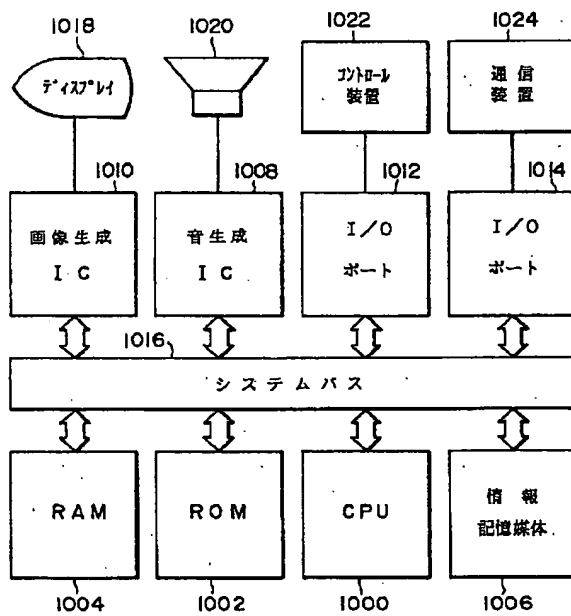 1018
1020
1022
1024
ディスプレイ
コントロール
装置
通信
装置
1010
1008
1012
1014
画像生成
IC
音生成
IC
I/O
ポート
I/O
ポート
1016
システムバス
RAM
ROM
CPU
情報
記憶媒体
1004
1002
1000
1006